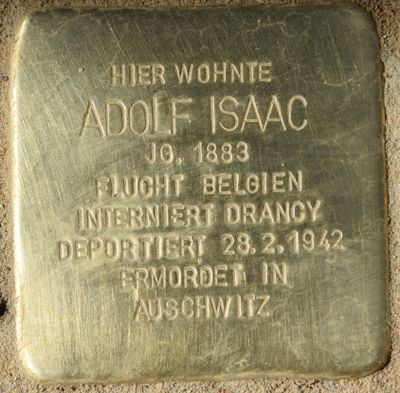 HIER WOHNTE
ADOLF ISAAC
JG. 1883
FLUCHT BELGIEN
INTERNIERT DRANCY
DEPORTIERT 28.2.1942
ERMORDET IN
AUSCHWITZ